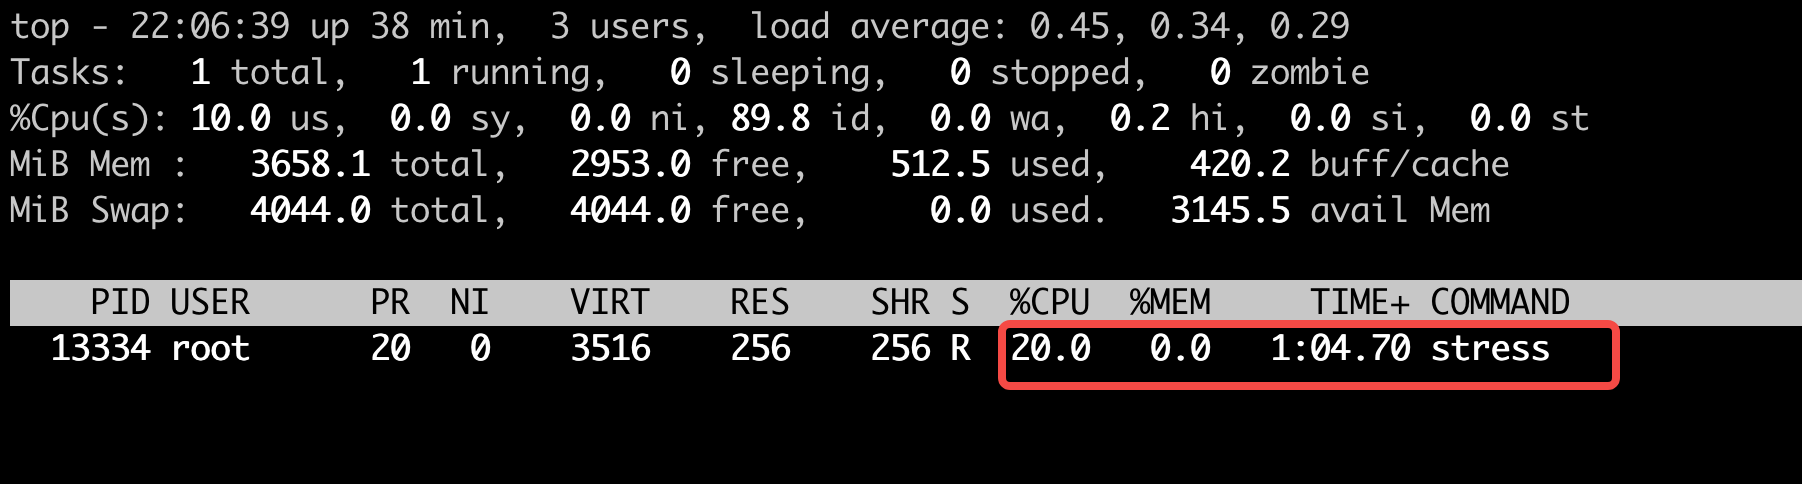 top - 22:06:39 up 38 min,  3 users,  load average: 0.45, 0.34, 0.29
Tasks:   1 total,   1 running,   0 sleeping,   0 stopped,   0 zombie
%Cpu(s): 10.0 us,  0.0 sy,  0.0 ni, 89.8 id,  0.0 wa,  0.2 hi,  0.0 si,  0.0 st
MiB Mem :   3658.1 total,   2953.0 free,    512.5 used,    420.2 buff/cache
MiB Swap:   4044.0 total,   4044.0 free,      0.0 used.   3145.5 avail Mem
    PID USER      PR  NI    VIRT    RES    SHR S  %CPU  %MEM     TIME+ COMMAND
  13334 root      20   0    3516    256    256 R  20.0   0.0   1:04.70 stress